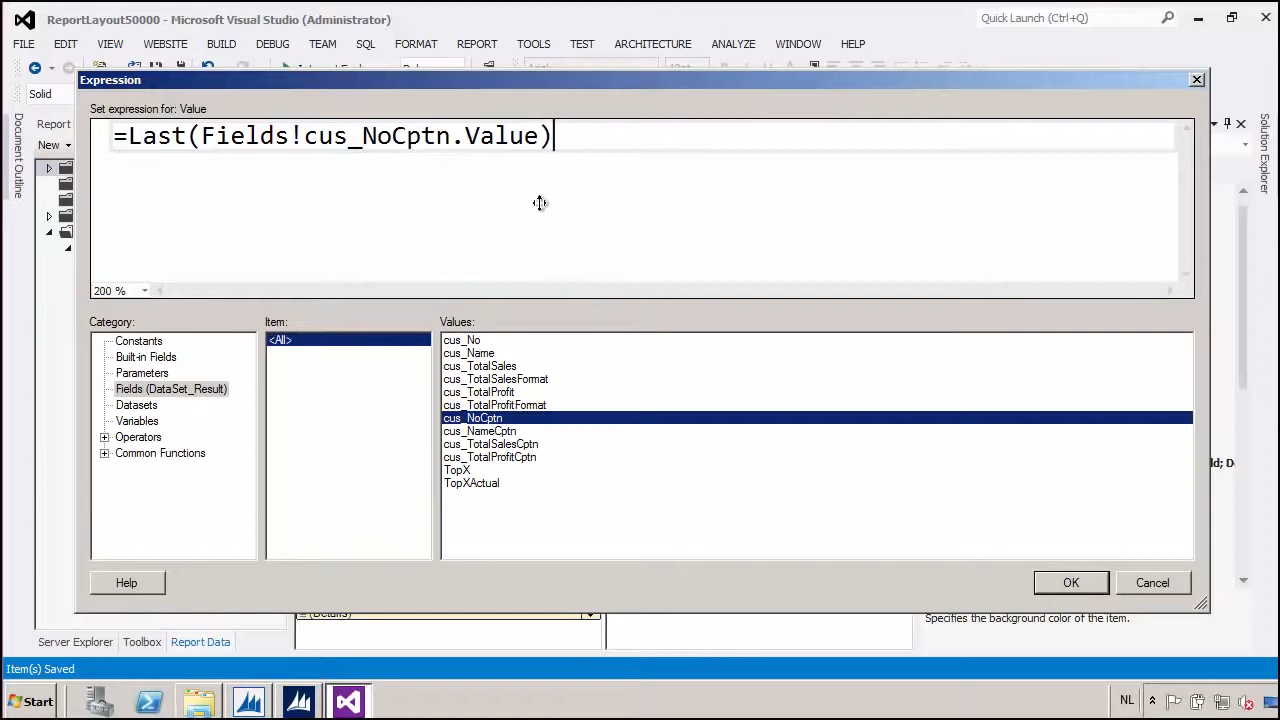 ReportLayout50000 - Microsoft Visual Studio (Administrator)
Quick Launch (Ctrl+Q)
FILE EDIT VIEW WEBSITE BUILD DEBUG TEAM SQL FORMAT REPORT TOOLS TEST ARCHITECTURE ANALYZE WINDOW HELP
Solid
Expression
Document Outline
Report
New
Set expression for: Value
=Last(Fields!cus_NoCptn.Value)
200 %
Solution Explorer
Category:
Constants
Built-in Fields
Parameters
Fields (DataSet_Result)
Datasets
Variables
Operators
Common Functions
Item:
<All>
Values:
cus_No
cus_Name
cus_TotalSales
cus_TotalSalesFormat
cus_TotalProfit
cus_TotalProfitFormat
cus_NoCptn
cus_NameCptn
cus_TotalSalesCptn
cus_TotalProfitCptn
TopX
TopXActual
Help
OK
Cancel
(Details)
Specifies the background color of the item.
Server Explorer Toolbox Report Data
Item(s) Saved
Start
NL